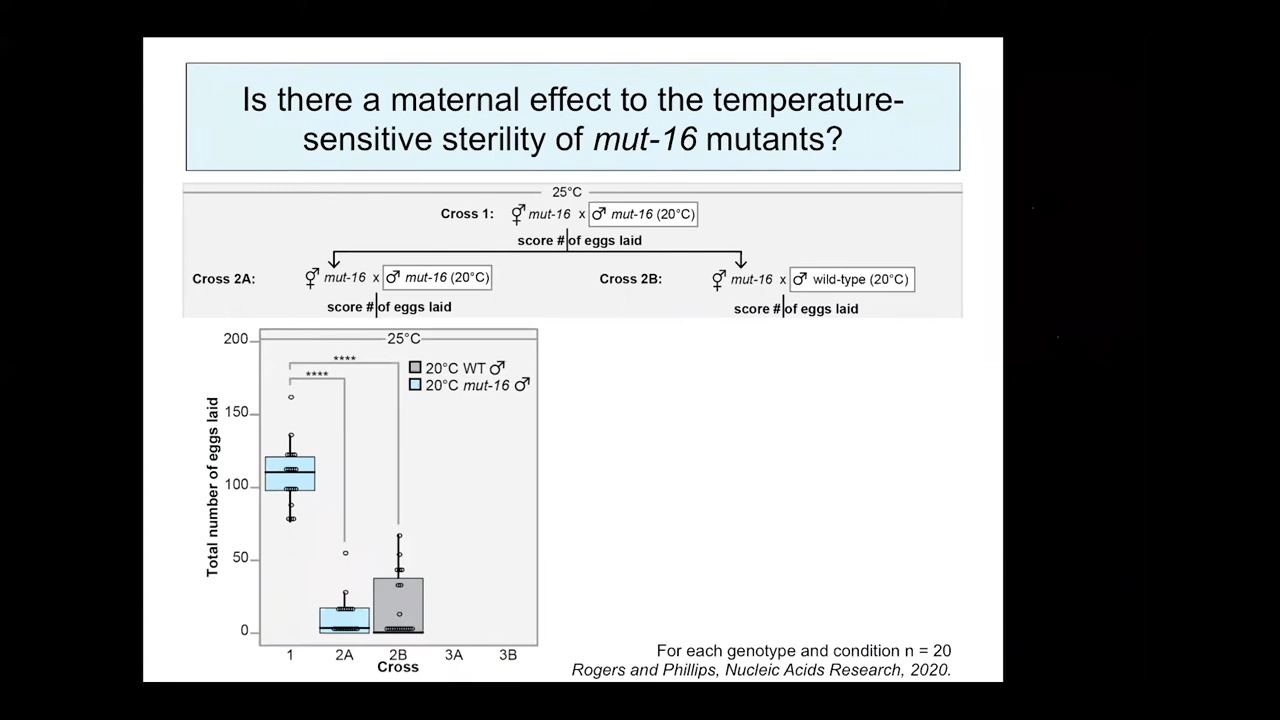 Is there a maternal effect to the temperature-
sensitive sterility of mut-16 mutants?
25°C
Cross 1: ⚥ mut-16 x ♂ mut-16 (20°C)
score # of eggs laid
Cross 2A: ⚥ mut-16 x ♂ mut-16 (20°C)
Cross 2B: ⚥ mut-16 x ♂ wild-type (20°C)
score # of eggs laid
score # of eggs laid
25°C
20°C WT ♂
20°C mut-16 ♂
****
****
Total number of eggs laid
200
150
100
50
0
1 2A 2B 3A 3B
Cross
For each genotype and condition n = 20
Rogers and Phillips, Nucleic Acids Research, 2020.